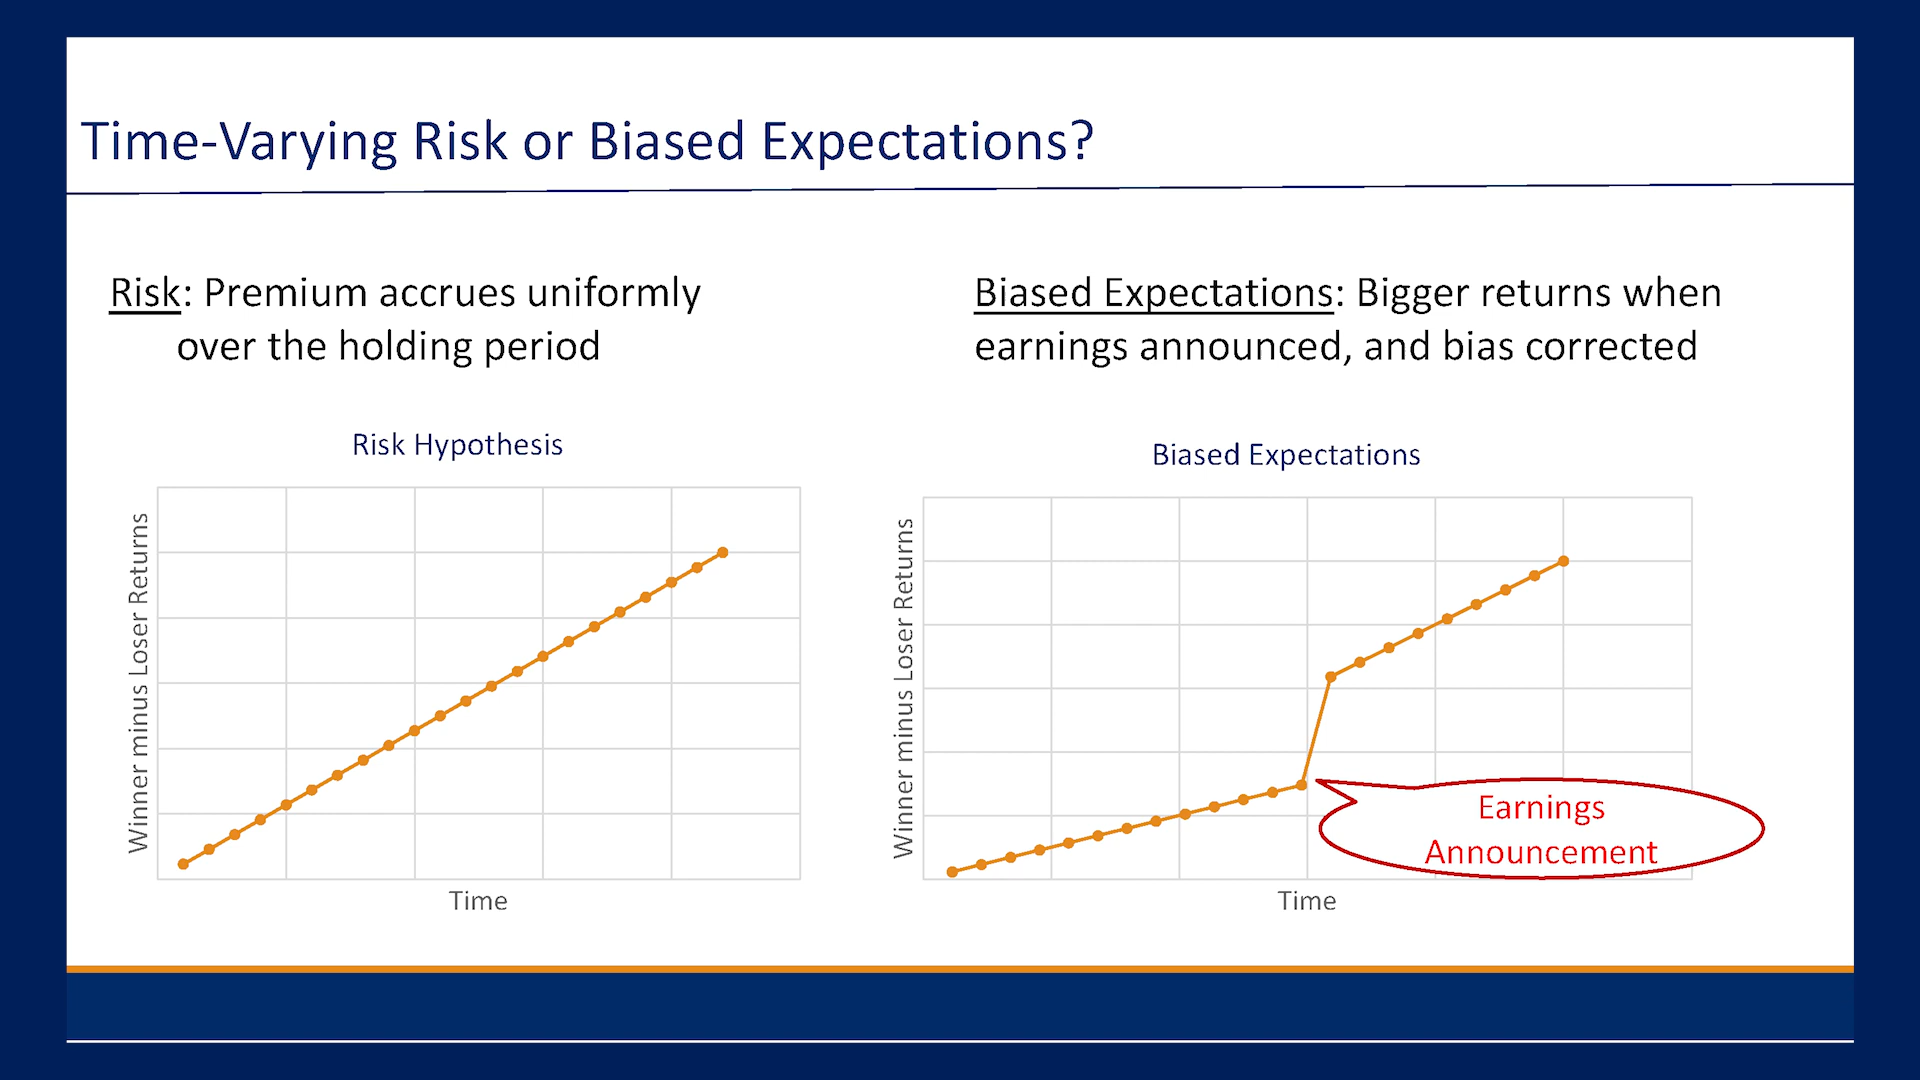 Time-Varying Risk or Biased Expectations?
Risk: Premium accrues uniformly
over the holding period
Biased Expectations: Bigger returns when
earnings announced, and bias corrected
Risk Hypothesis
Winner minus Loser Returns
Time
Biased Expectations
Winner minus Loser Returns
Earnings
Announcement
Time